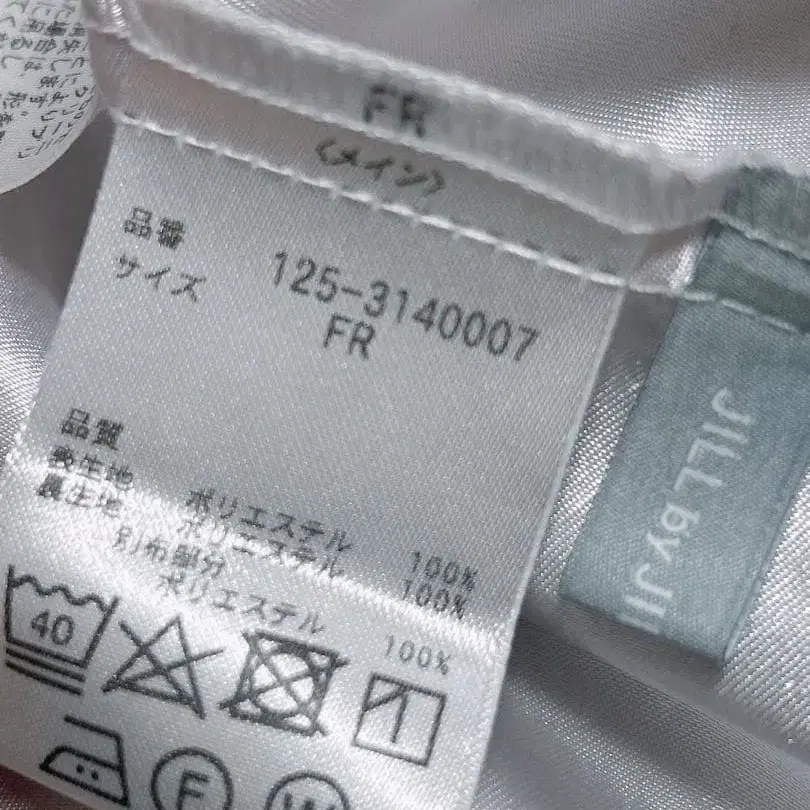 FR
〈メイン〉
品番 125-3140007
サイズ FR
品質
表生地 ポリエステル 100%
裏生地 ポリエステル 100%
別布部分
ポリエステル 100%
40
F
W
JILL by JI